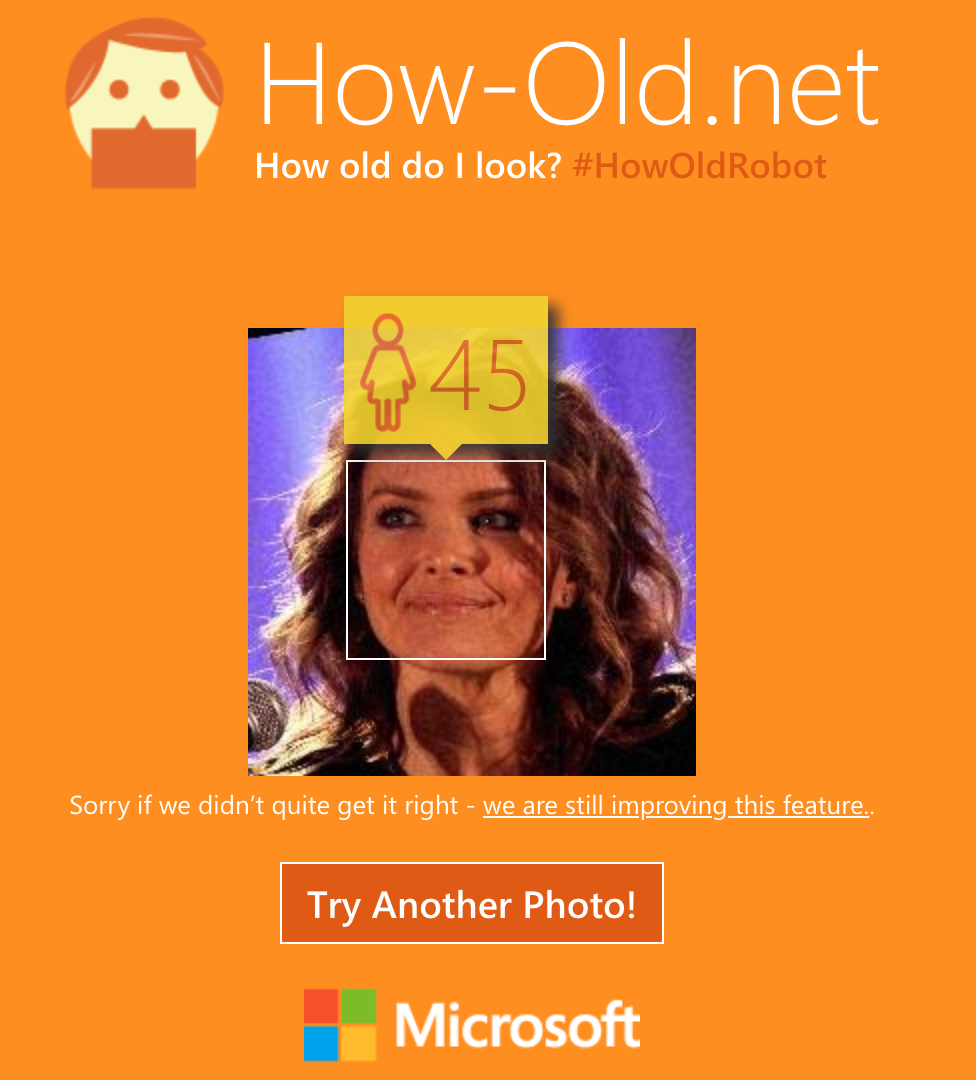 How-Old.net
How old do I look? #HowOldRobot
45
Sorry if we didn’t quite get it right - we are still improving this feature..
Try Another Photo!
Microsoft